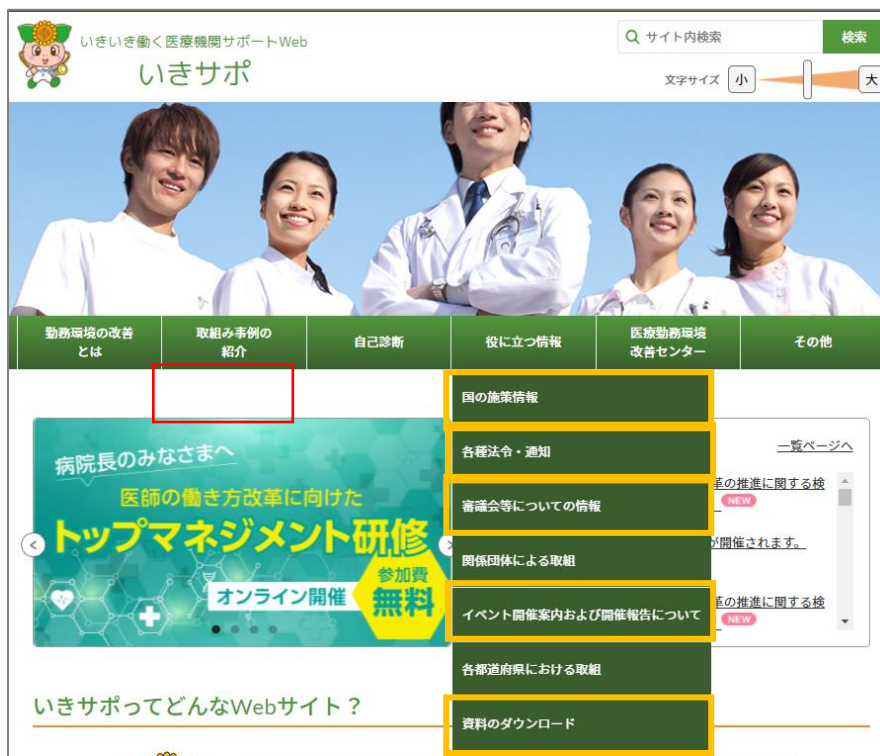 いきいき働く医療機関サポートWeb
いきサポ
サイト内検索
検索
文字サイズ 小 大
勤務環境の改善
とは
取組み事例の
紹介
自己診断
役に立つ情報
医療勤務環境
改善センター
その他
国の施策情報
各種法令・通知
審議会等についての情報
関係団体による取組
イベント開催案内および開催報告について
各都道府県における取組
資料のダウンロード
病院長のみなさまへ
医師の働き方改革に向けた
トップマネジメント研修
オンライン開催
参加費
無料
一覧ページへ
革の推進に関する検
NEW
が開催されます。
革の推進に関する検
NEW
いきサポってどんなWebサイト？